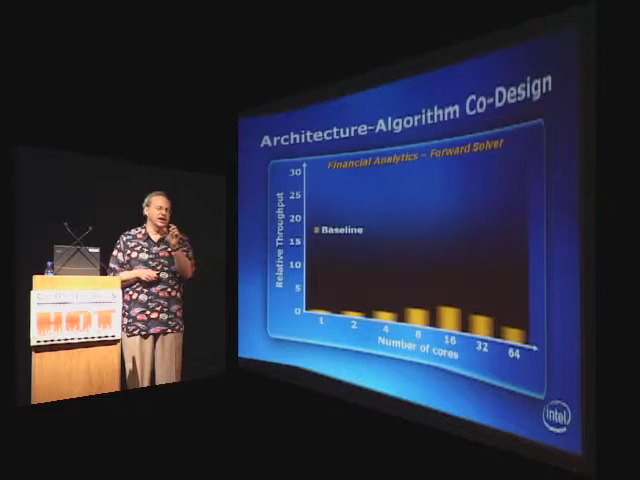 Architecture-Algorithm Co-Design
Financial Analytics – Forward Solver
30
25
20
15
10
5
0
Relative Throughput
Baseline
1 2 4 8 16 32 64
Number of cores
intel
HOT